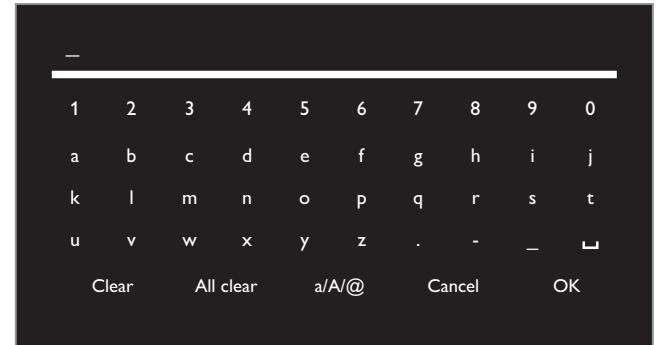 _
1 2 3 4 5 6 7 8 9 0
a b c d e f g h i j
k l m n o p q r s t
u v w x y z . - _ ␣
Clear All clear a/A/@ Cancel OK